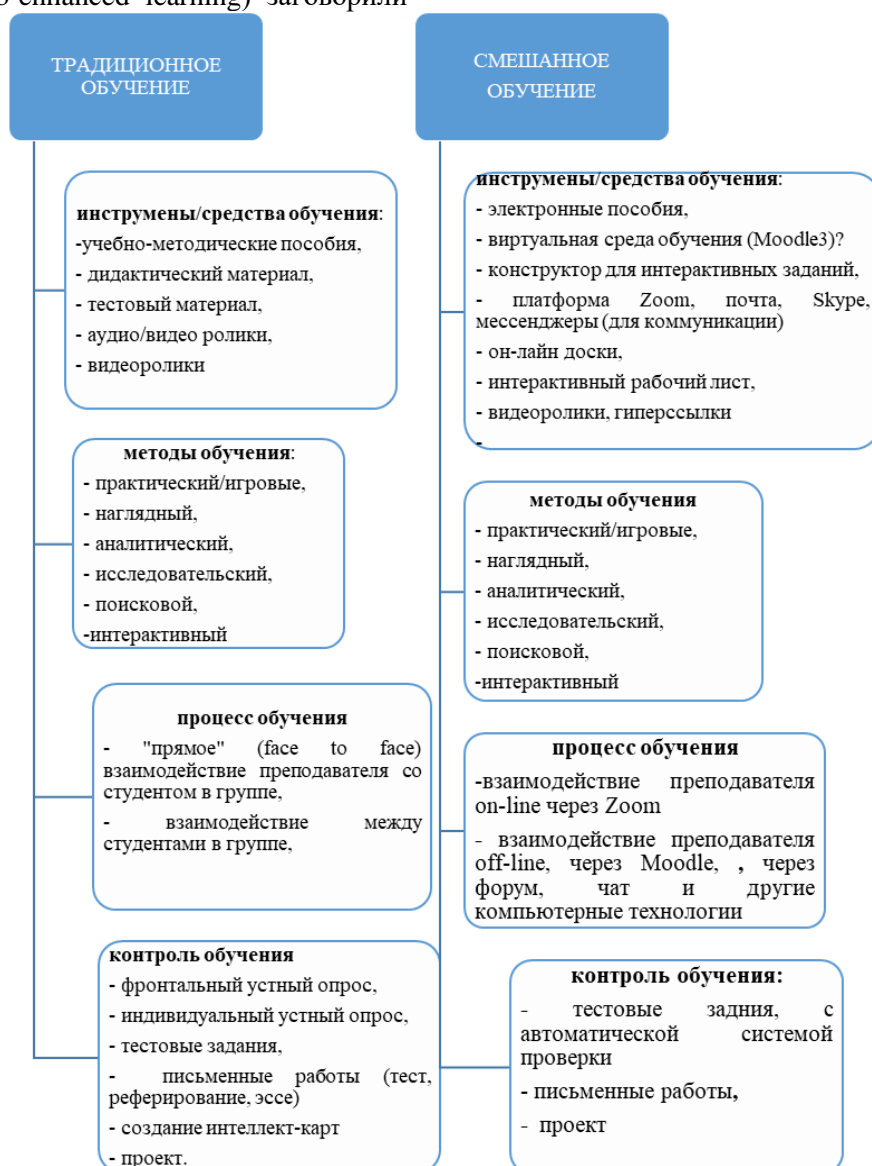 enhanced learning) заговорили
ТРАДИЦИОННОЕ
ОБУЧЕНИЕ
инструмены/средства обучения:
-учебно-методические пособия,
- дидактический материал,
- тестовый материал,
- аудио/видео ролики,
- видеоролики
методы обучения:
- практический/игровые,
- наглядный,
- аналитический,
- исследовательский,
- поисковой,
-интерактивный
процесс обучения
- "прямое" (face to face)
взаимодействие преподавателя со
студентом в группе,
- взаимодействие между
студентами в группе,
контроль обучения
- фронтальный устный опрос,
- индивидуальный устный опрос,
- тестовые задания,
- письменные работы (тест,
реферирование, эссе)
- создание интеллект-карт
- проект.
СМЕШАННОЕ
ОБУЧЕНИЕ
инструмены/средства обучения:
- электронные пособия,
- виртуальная среда обучения (Moodle3)?
- конструктор для интерактивных заданий,
- платформа Zoom, почта, Skype,
мессенджеры (для коммуникации)
- он-лайн доски,
- интерактивный рабочий лист,
- видеоролики, гиперссылки
-
методы обучения
- практический/игровые,
- наглядный,
- аналитический,
- исследовательский,
- поисковой,
-интерактивный
процесс обучения
-взаимодействие преподавателя
on-line через Zoom
- взаимодействие преподавателя
off-line, через Moodle, , через
форум, чат и другие
компьютерные технологии
контроль обучения:
- тестовые задния, с
автоматической системой
проверки
- письменные работы,
- проект